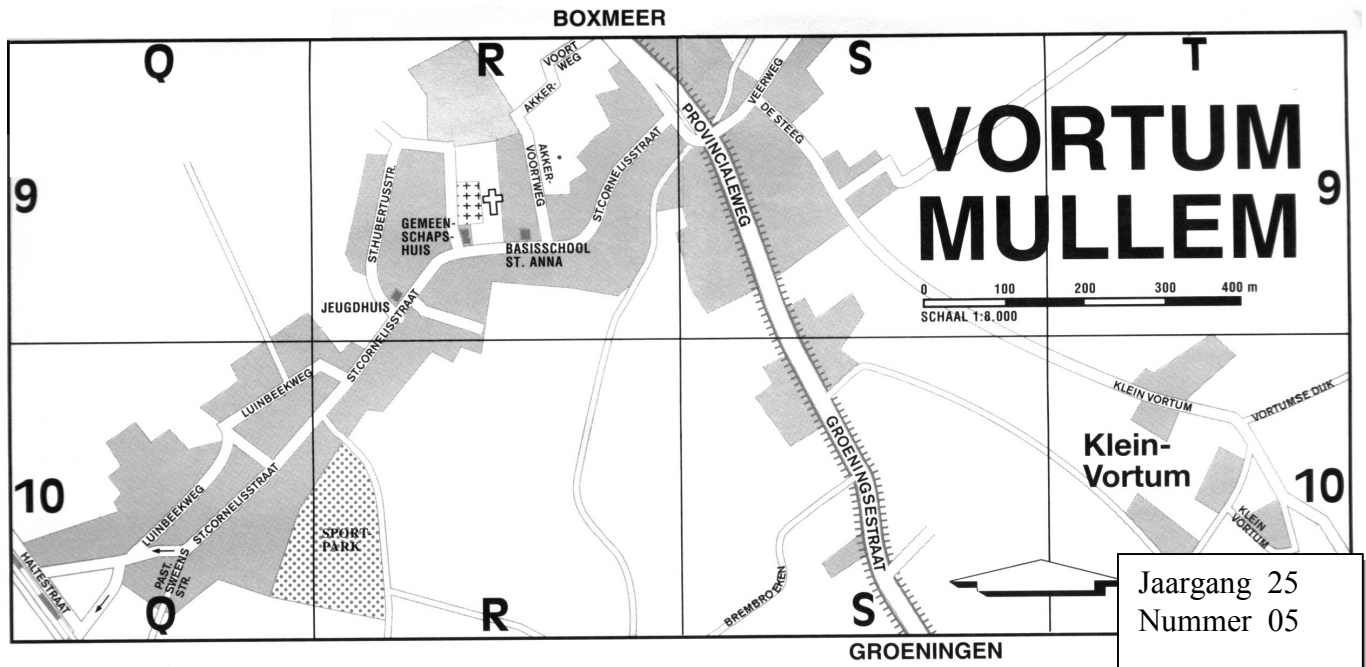 BOXMEER
Q
R
S
T
VOORT
WEG
AKKER-
VEERWEG
DE STEEG
PROVINCIALEWEG
VORTUM
MULLEM
9
9
ST.HUBERTUSSTR.
AKKER-
VOORTWEG
ST.CORNELISSTRAAT
GEMEEN-
SCHAPS-
HUIS
BASISSCHOOL
ST. ANNA
JEUGDHUIS
0 100 200 300 400 m
SCHAAL 1:8.000
ST.CORNELISSTRAAT
LUINBEEKWEG
KLEIN VORTUM
VORTUMSE DIJK
Klein-
Vortum
10
10
GROENINGSESTRAAT
LUINBEEKWEG
ST.CORNELISSTRAAT
SPORT-
PARK
KLEIN
VORTUM
HALTESTRAAT
PAST.
SWEENS
STR.
BREMBROEKEN
Q
R
S
Jaargang 25
Nummer 05
GROENINGEN